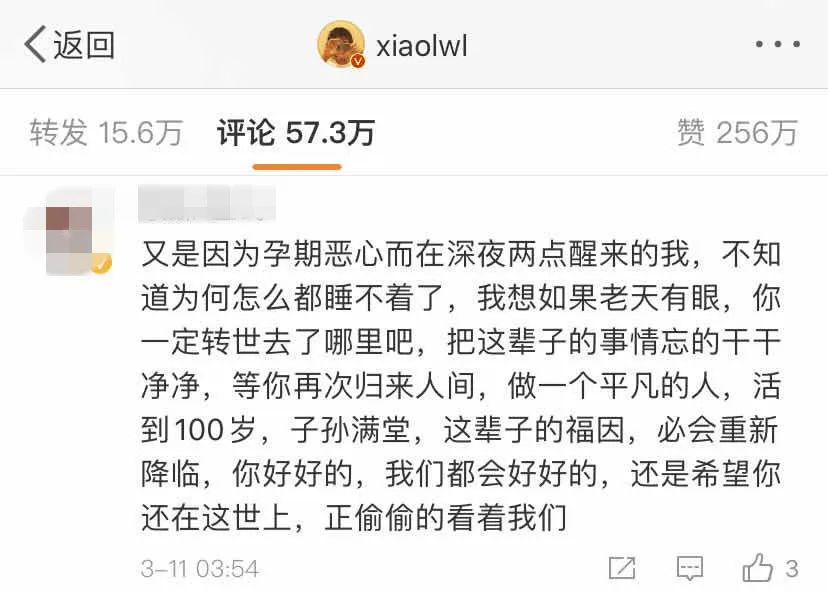 返回
xiaolwl
转发 15.6万 评论 57.3万 赞 256万
又是因为孕期恶心而在深夜两点醒来的我，不知
道为何怎么都睡不着了，我想如果老天有眼，你
一定转世去了哪里吧，把这辈子的事情忘的干干
净净，等你再次归来人间，做一个平凡的人，活
到100岁，子孙满堂，这辈子的福因，必会重新
降临，你好好的，我们都会好好的，还是希望你
还在这世上，正偷偷的看着我们
3-11 03:54
3